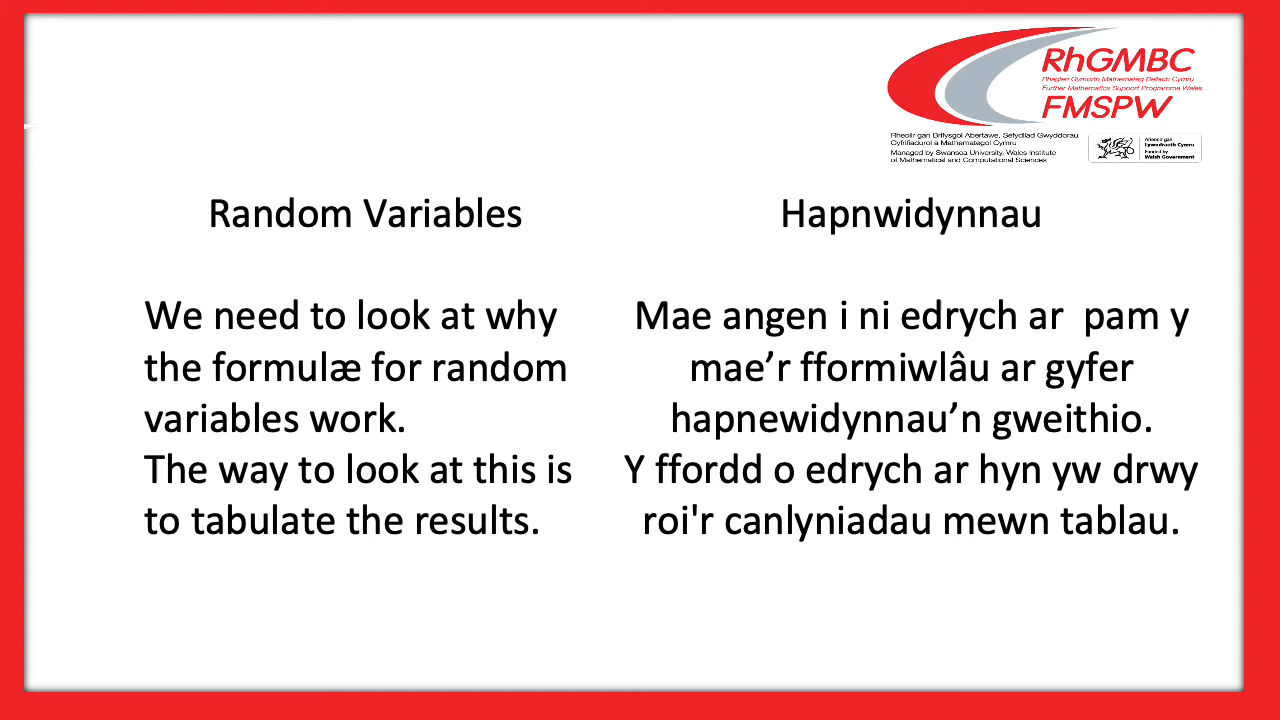 RhGMBC
Rhaglen Gymorth Mathemateg Bellach Cymru
Further Mathematics Support Programme Wales
FMSPW
Rheolir gan Brifysgol Abertawe, Sefydliad Gwyddorau
Cyfrifiadurol a Mathemategol Cymru
Managed by Swansea University, Wales Institute
of Mathematical and Computational Sciences
Ariennir gan
Lywodraeth Cymru
Funded by
Welsh Government
Random Variables
We need to look at why
the formulæ for random
variables work.
The way to look at this is
to tabulate the results.
Hapnwidynnau
Mae angen i ni edrych ar pam y
mae’r fformiwlâu ar gyfer
hapnewidynnau’n gweithio.
Y ffordd o edrych ar hyn yw drwy
roi'r canlyniadau mewn tablau.